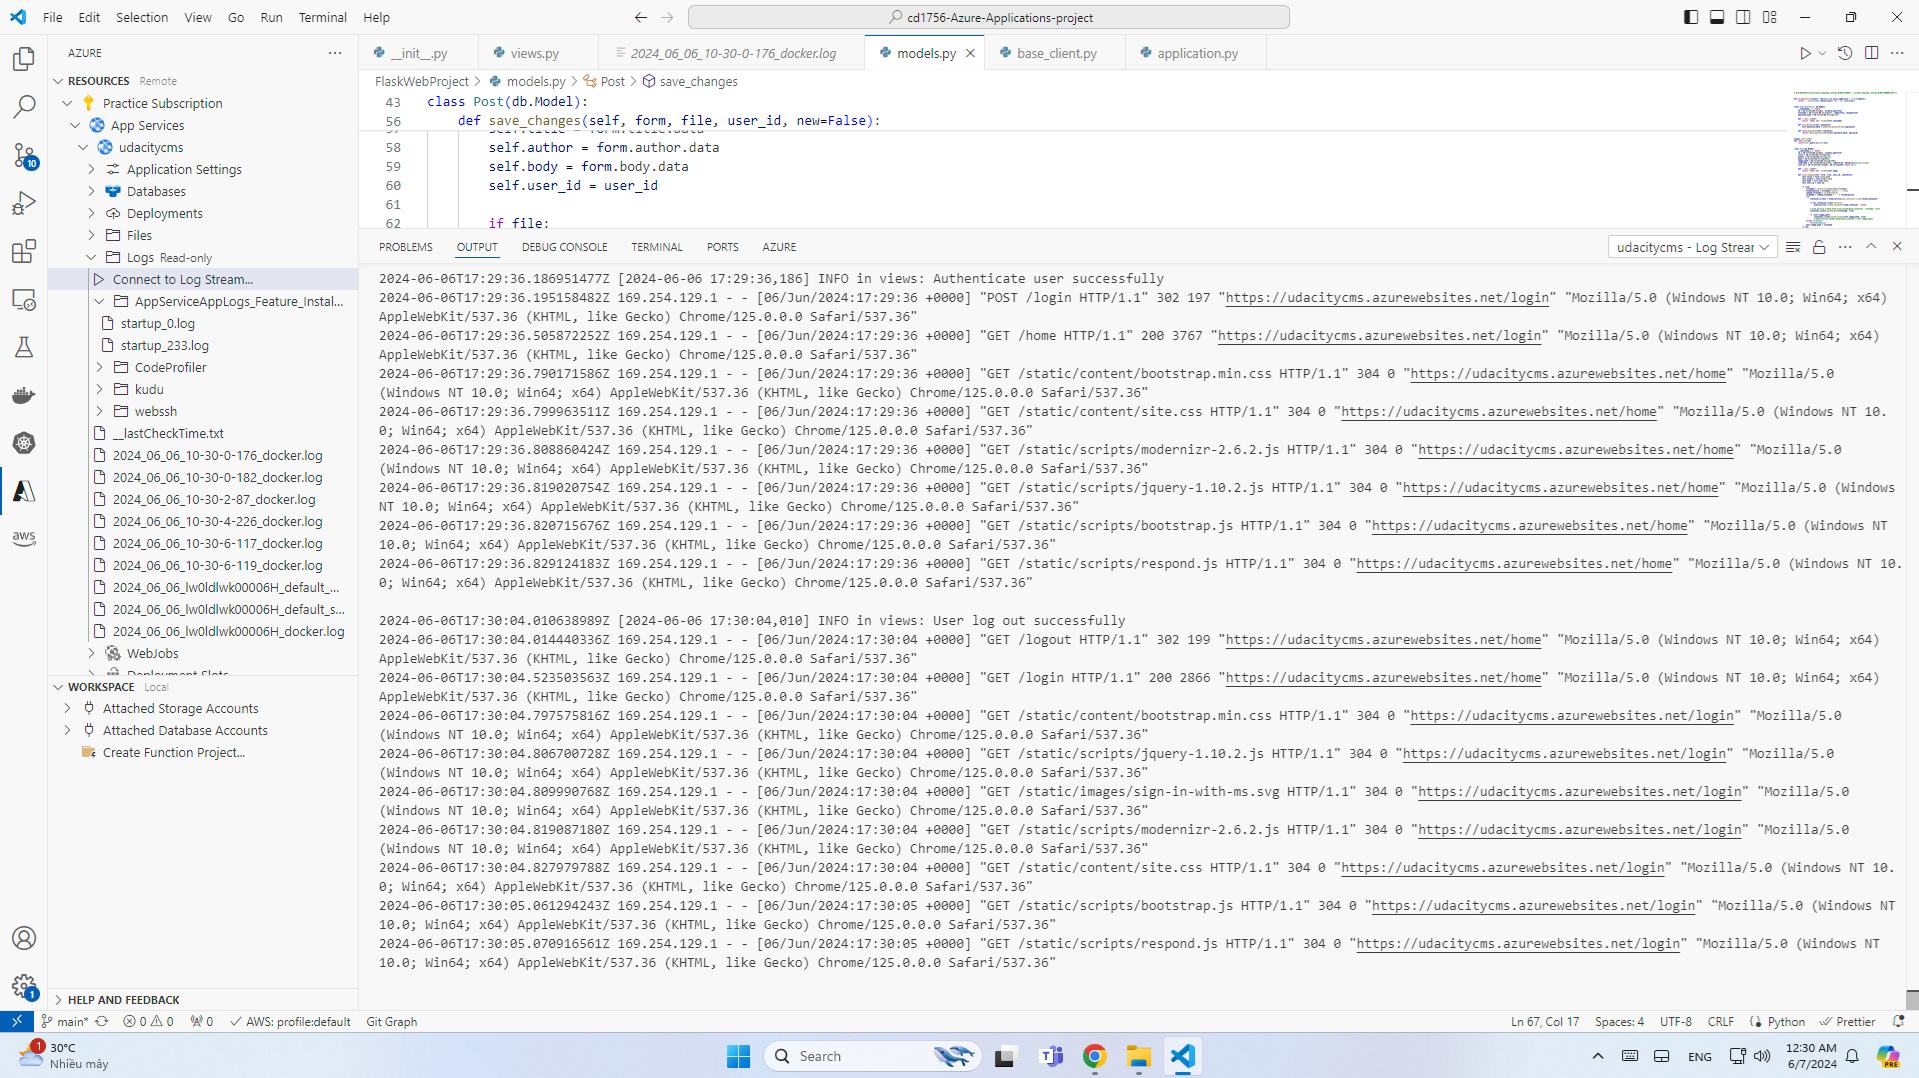 File Edit Selection View Go Run Terminal Help
cd1756-Azure-Applications-project
AZURE
RESOURCES Remote
Practice Subscription
App Services
udacitycms
Application Settings
Databases
Deployments
Files
Logs Read-only
Connect to Log Stream...
AppServiceAppLogs_Feature_Instal...
startup_0.log
startup_233.log
CodeProfiler
kudu
webssh
__lastCheckTime.txt
2024_06_06_10-30-0-176_docker.log
2024_06_06_10-30-0-182_docker.log
2024_06_06_10-30-2-87_docker.log
2024_06_06_10-30-4-226_docker.log
2024_06_06_10-30-6-117_docker.log
2024_06_06_10-30-6-119_docker.log
2024_06_06_lw0ldlwk00006H_default_...
2024_06_06_lw0ldlwk00006H_default_s...
2024_06_06_lw0ldlwk00006H_docker.log
WebJobs
Deployment Slots
WORKSPACE Local
Attached Storage Accounts
Attached Database Accounts
Create Function Project...
HELP AND FEEDBACK
10
1
__init__.py views.py 2024_06_06_10-30-0-176_docker.log models.py base_client.py application.py
FlaskWebProject > models.py > Post > save_changes
43 class Post(db.Model):
56 def save_changes(self, form, file, user_id, new=False):
57 self.title = form.title.data
58 self.author = form.author.data
59 self.body = form.body.data
60 self.user_id = user_id
61
62 if file:
PROBLEMS OUTPUT DEBUG CONSOLE TERMINAL PORTS AZURE
udacitycms - Log Strear
2024-06-06T17:29:36.186951477Z [2024-06-06 17:29:36,186] INFO in views: Authenticate user successfully
2024-06-06T17:29:36.195158482Z 169.254.129.1 - - [06/Jun/2024:17:29:36 +0000] "POST /login HTTP/1.1" 302 197 "https://udacitycms.azurewebsites.net/login" "Mozilla/5.0 (Windows NT 10.0; Win64; x64)
AppleWebKit/537.36 (KHTML, like Gecko) Chrome/125.0.0.0 Safari/537.36"
2024-06-06T17:29:36.505872252Z 169.254.129.1 - - [06/Jun/2024:17:29:36 +0000] "GET /home HTTP/1.1" 200 3767 "https://udacitycms.azurewebsites.net/login" "Mozilla/5.0 (Windows NT 10.0; Win64; x64)
AppleWebKit/537.36 (KHTML, like Gecko) Chrome/125.0.0.0 Safari/537.36"
2024-06-06T17:29:36.790171586Z 169.254.129.1 - - [06/Jun/2024:17:29:36 +0000] "GET /static/content/bootstrap.min.css HTTP/1.1" 304 0 "https://udacitycms.azurewebsites.net/home" "Mozilla/5.0
(Windows NT 10.0; Win64; x64) AppleWebKit/537.36 (KHTML, like Gecko) Chrome/125.0.0.0 Safari/537.36"
2024-06-06T17:29:36.799963511Z 169.254.129.1 - - [06/Jun/2024:17:29:36 +0000] "GET /static/content/site.css HTTP/1.1" 304 0 "https://udacitycms.azurewebsites.net/home" "Mozilla/5.0 (Windows NT 10.
0; Win64; x64) AppleWebKit/537.36 (KHTML, like Gecko) Chrome/125.0.0.0 Safari/537.36"
2024-06-06T17:29:36.808860424Z 169.254.129.1 - - [06/Jun/2024:17:29:36 +0000] "GET /static/scripts/modernizr-2.6.2.js HTTP/1.1" 304 0 "https://udacitycms.azurewebsites.net/home" "Mozilla/5.0
(Windows NT 10.0; Win64; x64) AppleWebKit/537.36 (KHTML, like Gecko) Chrome/125.0.0.0 Safari/537.36"
2024-06-06T17:29:36.819020754Z 169.254.129.1 - - [06/Jun/2024:17:29:36 +0000] "GET /static/scripts/jquery-1.10.2.js HTTP/1.1" 304 0 "https://udacitycms.azurewebsites.net/home" "Mozilla/5.0 (Windows
NT 10.0; Win64; x64) AppleWebKit/537.36 (KHTML, like Gecko) Chrome/125.0.0.0 Safari/537.36"
2024-06-06T17:29:36.820715676Z 169.254.129.1 - - [06/Jun/2024:17:29:36 +0000] "GET /static/scripts/bootstrap.js HTTP/1.1" 304 0 "https://udacitycms.azurewebsites.net/home" "Mozilla/5.0 (Windows NT
10.0; Win64; x64) AppleWebKit/537.36 (KHTML, like Gecko) Chrome/125.0.0.0 Safari/537.36"
2024-06-06T17:29:36.829124183Z 169.254.129.1 - - [06/Jun/2024:17:29:36 +0000] "GET /static/scripts/respond.js HTTP/1.1" 304 0 "https://udacitycms.azurewebsites.net/home" "Mozilla/5.0 (Windows NT 10.
0; Win64; x64) AppleWebKit/537.36 (KHTML, like Gecko) Chrome/125.0.0.0 Safari/537.36"
2024-06-06T17:30:04.010638989Z [2024-06-06 17:30:04,010] INFO in views: User log out successfully
2024-06-06T17:30:04.014440336Z 169.254.129.1 - - [06/Jun/2024:17:30:04 +0000] "GET /logout HTTP/1.1" 302 199 "https://udacitycms.azurewebsites.net/home" "Mozilla/5.0 (Windows NT 10.0; Win64; x64)
AppleWebKit/537.36 (KHTML, like Gecko) Chrome/125.0.0.0 Safari/537.36"
2024-06-06T17:30:04.523503563Z 169.254.129.1 - - [06/Jun/2024:17:30:04 +0000] "GET /login HTTP/1.1" 200 2866 "https://udacitycms.azurewebsites.net/home" "Mozilla/5.0 (Windows NT 10.0; Win64; x64)
AppleWebKit/537.36 (KHTML, like Gecko) Chrome/125.0.0.0 Safari/537.36"
2024-06-06T17:30:04.797575816Z 169.254.129.1 - - [06/Jun/2024:17:30:04 +0000] "GET /static/content/bootstrap.min.css HTTP/1.1" 304 0 "https://udacitycms.azurewebsites.net/login" "Mozilla/5.0
(Windows NT 10.0; Win64; x64) AppleWebKit/537.36 (KHTML, like Gecko) Chrome/125.0.0.0 Safari/537.36"
2024-06-06T17:30:04.806700728Z 169.254.129.1 - - [06/Jun/2024:17:30:04 +0000] "GET /static/scripts/jquery-1.10.2.js HTTP/1.1" 304 0 "https://udacitycms.azurewebsites.net/login" "Mozilla/5.0
(Windows NT 10.0; Win64; x64) AppleWebKit/537.36 (KHTML, like Gecko) Chrome/125.0.0.0 Safari/537.36"
2024-06-06T17:30:04.809990768Z 169.254.129.1 - - [06/Jun/2024:17:30:04 +0000] "GET /static/images/sign-in-with-ms.svg HTTP/1.1" 304 0 "https://udacitycms.azurewebsites.net/login" "Mozilla/5.0
(Windows NT 10.0; Win64; x64) AppleWebKit/537.36 (KHTML, like Gecko) Chrome/125.0.0.0 Safari/537.36"
2024-06-06T17:30:04.819087180Z 169.254.129.1 - - [06/Jun/2024:17:30:04 +0000] "GET /static/scripts/modernizr-2.6.2.js HTTP/1.1" 304 0 "https://udacitycms.azurewebsites.net/login" "Mozilla/5.0
(Windows NT 10.0; Win64; x64) AppleWebKit/537.36 (KHTML, like Gecko) Chrome/125.0.0.0 Safari/537.36"
2024-06-06T17:30:04.827979788Z 169.254.129.1 - - [06/Jun/2024:17:30:04 +0000] "GET /static/content/site.css HTTP/1.1" 304 0 "https://udacitycms.azurewebsites.net/login" "Mozilla/5.0 (Windows NT 10.
0; Win64; x64) AppleWebKit/537.36 (KHTML, like Gecko) Chrome/125.0.0.0 Safari/537.36"
2024-06-06T17:30:05.061294243Z 169.254.129.1 - - [06/Jun/2024:17:30:05 +0000] "GET /static/scripts/bootstrap.js HTTP/1.1" 304 0 "https://udacitycms.azurewebsites.net/login" "Mozilla/5.0 (Windows NT
10.0; Win64; x64) AppleWebKit/537.36 (KHTML, like Gecko) Chrome/125.0.0.0 Safari/537.36"
2024-06-06T17:30:05.070916561Z 169.254.129.1 - - [06/Jun/2024:17:30:05 +0000] "GET /static/scripts/respond.js HTTP/1.1" 304 0 "https://udacitycms.azurewebsites.net/login" "Mozilla/5.0 (Windows NT
10.0; Win64; x64) AppleWebKit/537.36 (KHTML, like Gecko) Chrome/125.0.0.0 Safari/537.36"
main* 0 0 0 AWS: profile:default Git Graph
Ln 67, Col 17 Spaces: 4 UTF-8 CRLF Python Prettier
1 30°C
Nhiều mây
Search
ENG
12:30 AM
6/7/2024
aws
PRE